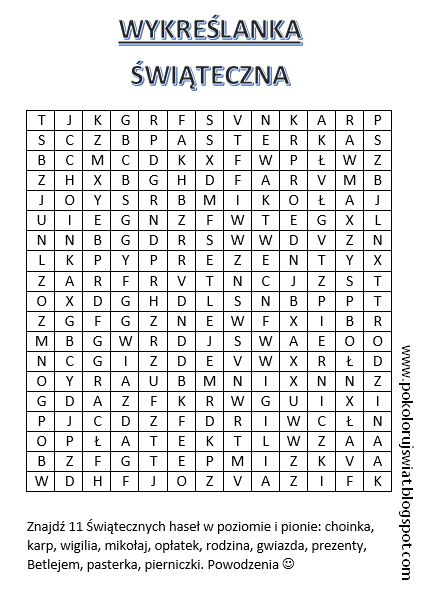 WYKREŚLANKA
ŚWIĄTECZNA
T J K G R F S V N K A R P
S C Z B P A S T E R K A S
B C M C D K X F W P Ł W Z
Z H X B G H D F A R V M B
J O Y S R B M I K O Ł A J
U I E G N Z F W T E G X L
N N B G D R S W W D V Z N
L K P Y P R E Z E N T Y X
Z A R F R V T N C J Z S T
O X D G H D L S N B P P T
Z G F G Z N E W F X I B R
M B G W R D J S W A E O O
N C G I Z D E V W X R Ł D
O Y R A U B M N I X N N Z
G D A Z F K R W G U I X I
P J C D Z F D R I W C Ł N
O P Ł A T E K T L W Z A A
B Z F G T E P M I Z K V A
W D H F J O Z V A Z I F K
Znajdź 11 Świątecznych haseł w poziomie i pionie: choinka,
karp, wigilia, mikołaj, opłatek, rodzina, gwiazda, prezenty,
Betlejem, pasterka, pierniczki. Powodzenia ☺
www.pokolorujswiat.blogspot.com